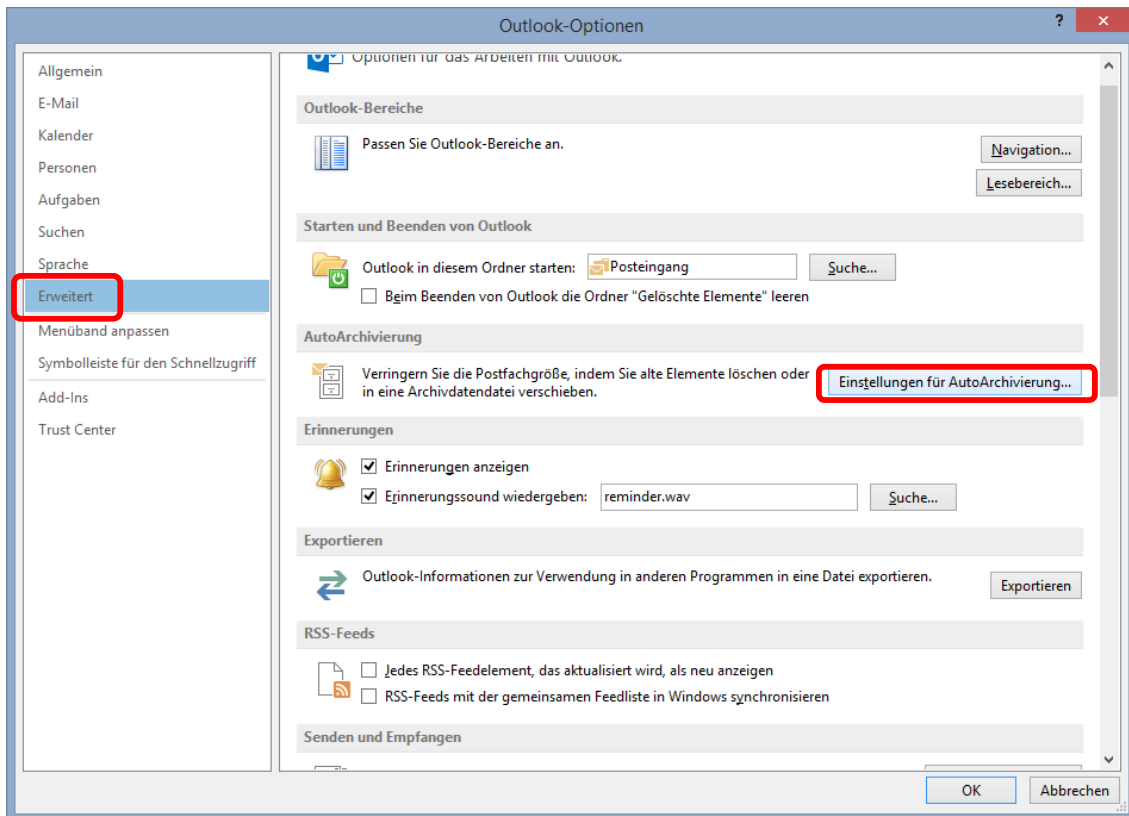 Outlook-Optionen
?
Allgemein
E-Mail
Kalender
Personen
Aufgaben
Suchen
Sprache
Erweitert
Menüband anpassen
Symbolleiste für den Schnellzugriff
Add-Ins
Trust Center
Optionen für das Arbeiten mit Outlook.
Outlook-Bereiche
Passen Sie Outlook-Bereiche an.
Navigation...
Lesebereich...
Starten und Beenden von Outlook
Outlook in diesem Ordner starten: Posteingang Suche...
Beim Beenden von Outlook die Ordner "Gelöschte Elemente" leeren
AutoArchivierung
Verringern Sie die Postfachgröße, indem Sie alte Elemente löschen oder
in eine Archivdatendatei verschieben.
Einstellungen für AutoArchivierung...
Erinnerungen
Erinnerungen anzeigen
Erinnerungssound wiedergeben: reminder.wav Suche...
Exportieren
Outlook-Informationen zur Verwendung in anderen Programmen in eine Datei exportieren.
Exportieren
RSS-Feeds
Jedes RSS-Feedelement, das aktualisiert wird, als neu anzeigen
RSS-Feeds mit der gemeinsamen Feedliste in Windows synchronisieren
Senden und Empfangen
OK
Abbrechen